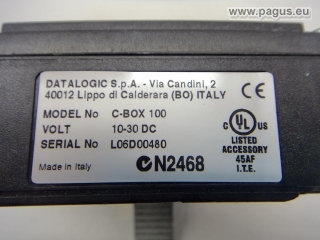 www.pagus.eu
DATALOGIC S.p.A. - Via Candini, 2
40012 Lippo di Calderara (BO) ITALY
MODEL No C-BOX 100
VOLT 10-30 DC
SERIAL No L06D00480
Made in Italy
N2468
CE
C UL US
LISTED
ACCESSORY
45AF
I.T.E.